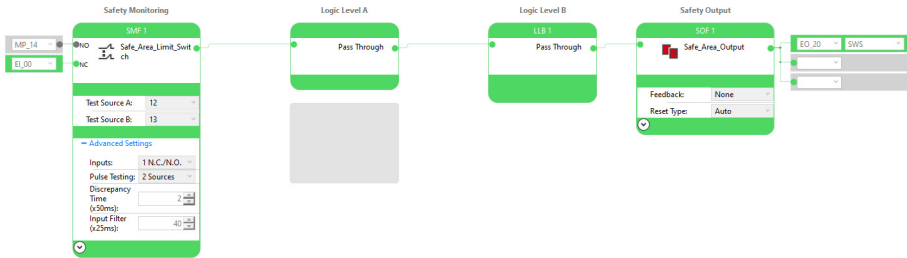 Safety Monitoring
Logic Level A
Logic Level B
Safety Output
SMF 1
LLB 1
SOF 1
MP_14
NO
Safe_Area_Limit_Swit
ch
Pass Through
Pass Through
Safe_Area_Output
EO_20
SWS
EI_00
NC
Test Source A:
12
Test Source B:
13
Feedback:
None
Reset Type:
Auto
Advanced Settings
Inputs:
1 N.C./N.O.
Pulse Testing:
2 Sources
Discrepancy
Time
(x50ms):
2
Input Filter
(x25ms):
40